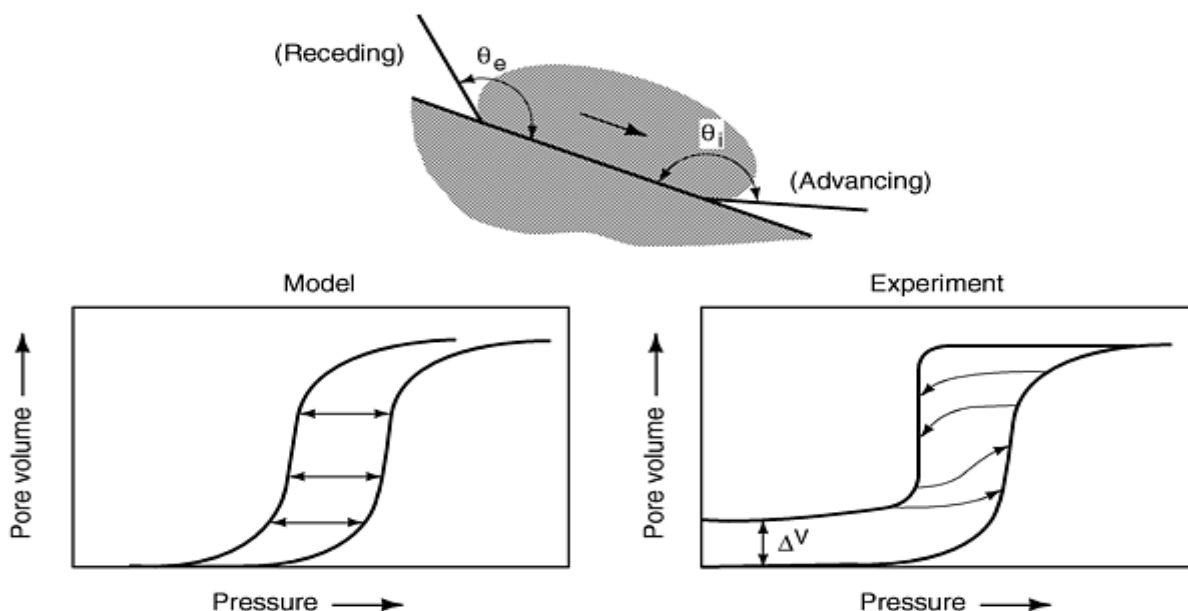 (Receding)
θe
θi
(Advancing)
Model
Pore volume
Pressure
Experiment
Pore volume
ΔV
Pressure